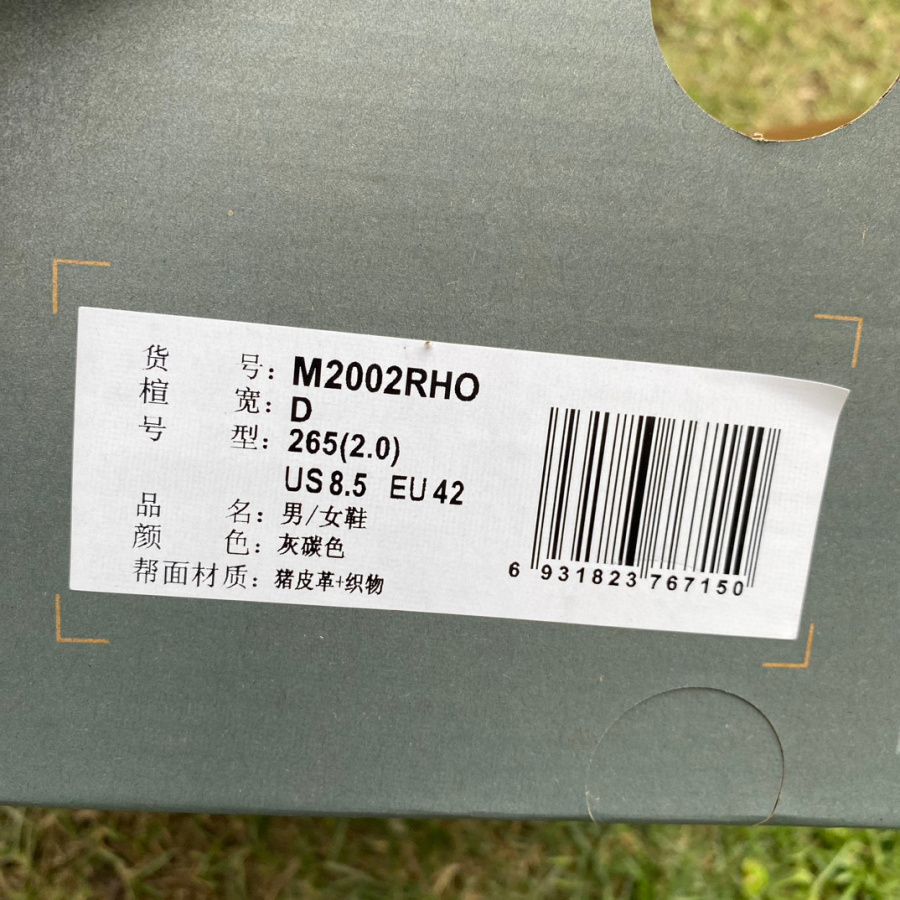 货 号: M2002RHO
楦 宽: D
号 型: 265(2.0)
US 8.5 EU 42
品 名: 男/女鞋
颜 色: 灰碳色
帮面材质: 猪皮革+织物
6 931823 767150